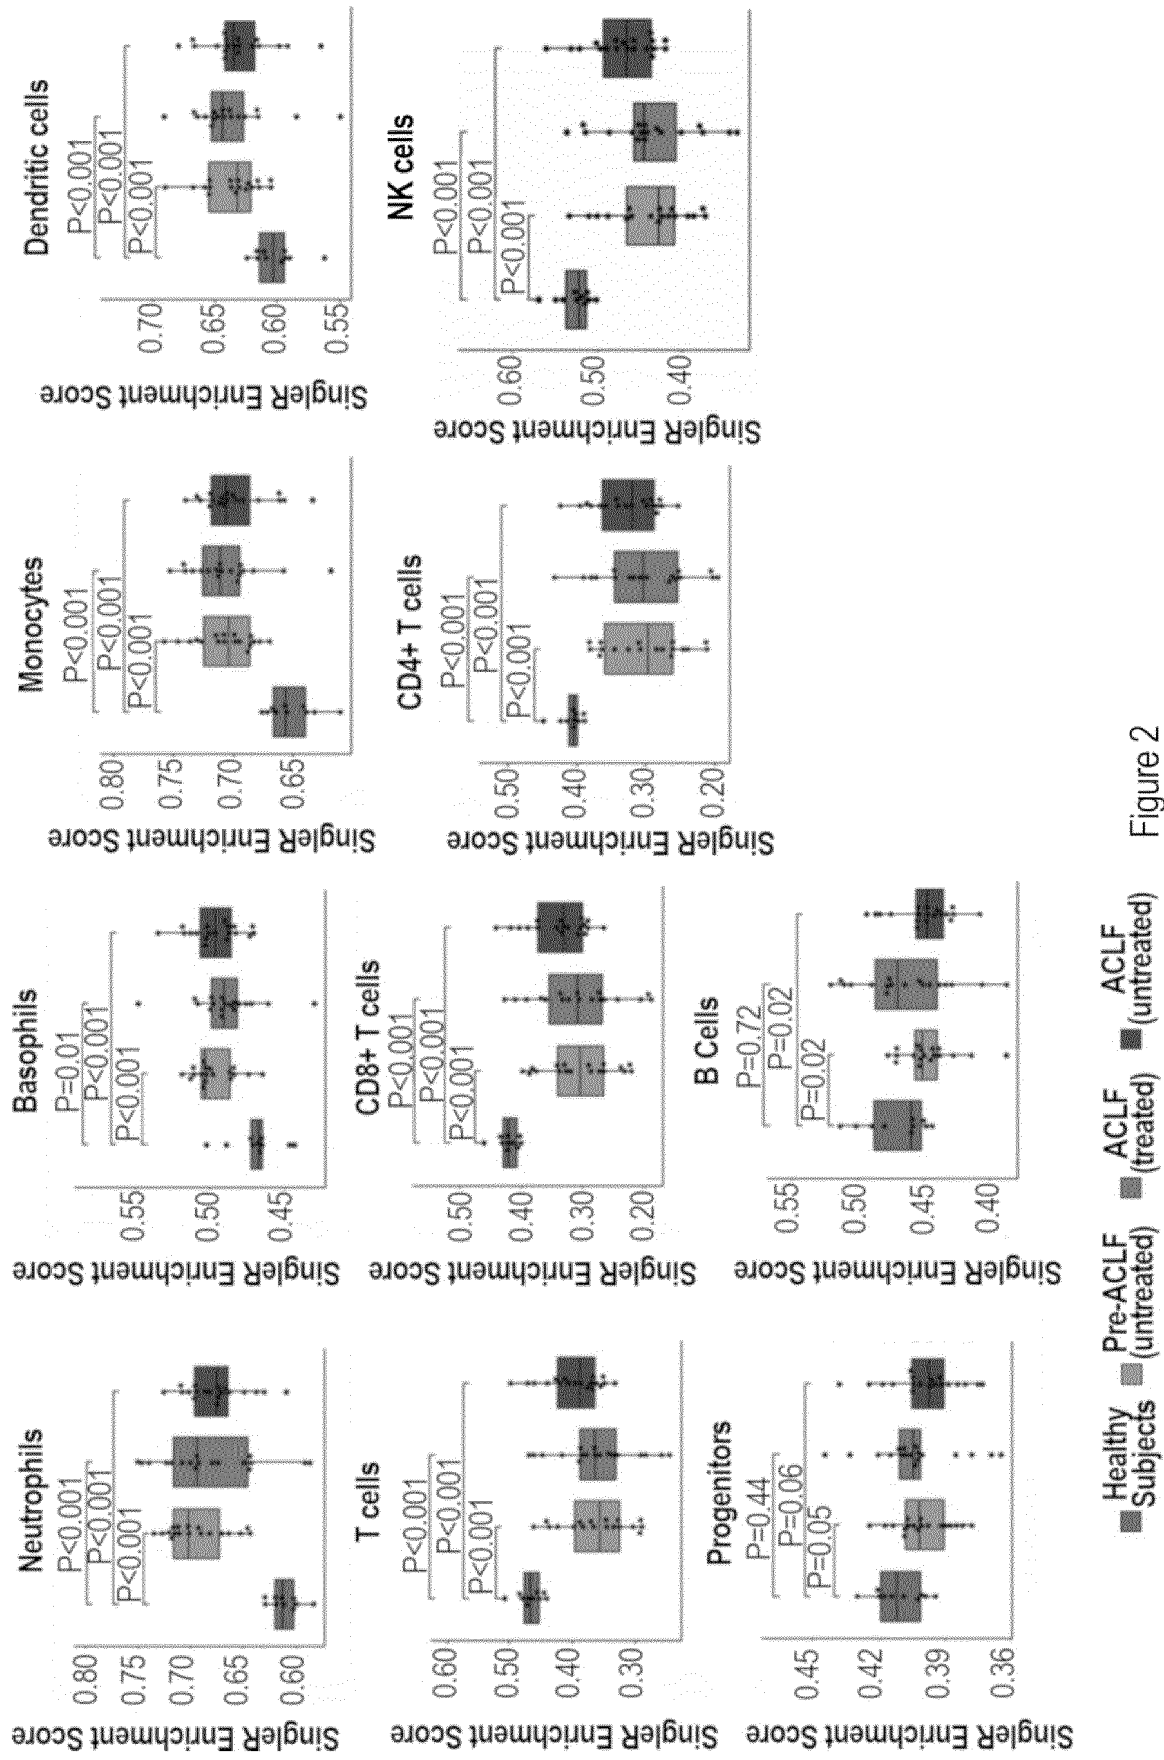 Neutrophils
P<0.001
P<0.001
P<0.001
SingleR Enrichment Score
0.80
0.75
0.70
0.65
0.60
Basophils
P=0.01
P<0.001
P<0.001
SingleR Enrichment Score
0.55
0.50
0.45
Monocytes
P<0.001
P<0.001
P<0.001
SingleR Enrichment Score
0.80
0.75
0.70
0.65
Dendritic cells
P<0.001
P<0.001
P<0.001
SingleR Enrichment Score
0.70
0.65
0.60
0.55
T cells
P<0.001
P<0.001
P<0.001
SingleR Enrichment Score
0.60
0.50
0.40
0.30
CD8+ T cells
P<0.001
P<0.001
P<0.001
SingleR Enrichment Score
0.50
0.40
0.30
0.20
CD4+ T cells
P<0.001
P<0.001
P<0.001
SingleR Enrichment Score
0.50
0.40
0.30
0.20
NK cells
P<0.001
P<0.001
P<0.001
SingleR Enrichment Score
0.60
0.50
0.40
Progenitors
P=0.44
P=0.06
P=0.05
SingleR Enrichment Score
0.45
0.42
0.39
0.36
B Cells
P=0.72
P=0.02
P=0.02
SingleR Enrichment Score
0.55
0.50
0.45
0.40
Healthy Subjects
Pre-ACLF (untreated)
ACLF (treated)
ACLF (untreated)
Figure 2